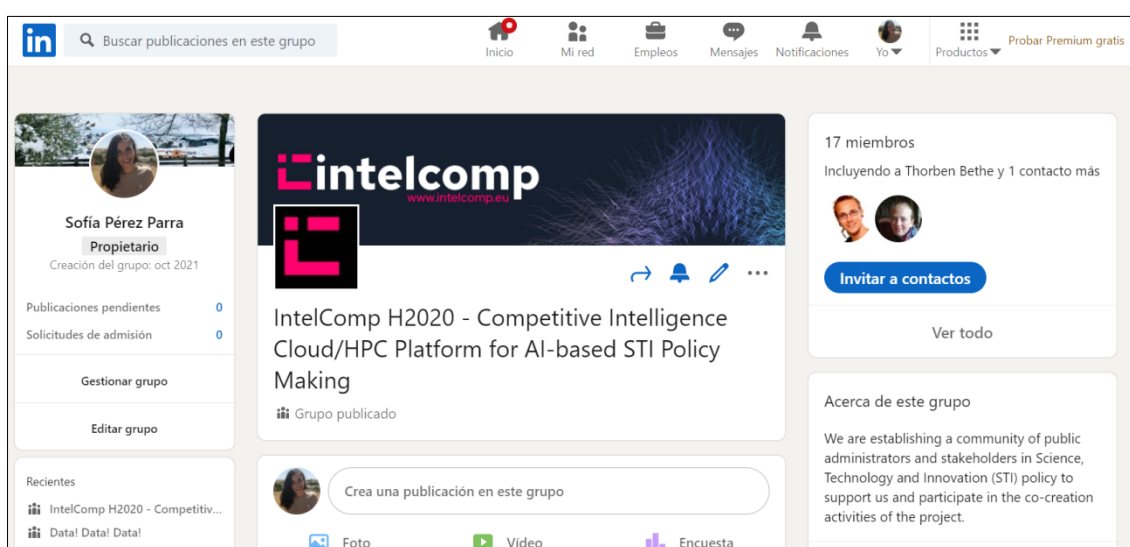 in
Buscar publicaciones en este grupo
Inicio
Mi red
Empleos
Mensajes
Notificaciones
Yo
Productos
Probar Premium gratis
Sofía Pérez Parra
Propietario
Creación del grupo: oct 2021
Publicaciones pendientes 0
Solicitudes de admisión 0
Gestionar grupo
Editar grupo
Recientes
IntelComp H2020 - Competitiv...
Data! Data! Data!
intelcomp
www.intelcomp.eu
IntelComp H2020 - Competitive Intelligence
Cloud/HPC Platform for AI-based STI Policy
Making
Grupo publicado
Crea una publicación en este grupo
Foto
Vídeo
Encuesta
17 miembros
Incluyendo a Thorben Bethe y 1 contacto más
Invitar a contactos
Ver todo
Acerca de este grupo
We are establishing a community of public
administrators and stakeholders in Science,
Technology and Innovation (STI) policy to
support us and participate in the co-creation
activities of the project.